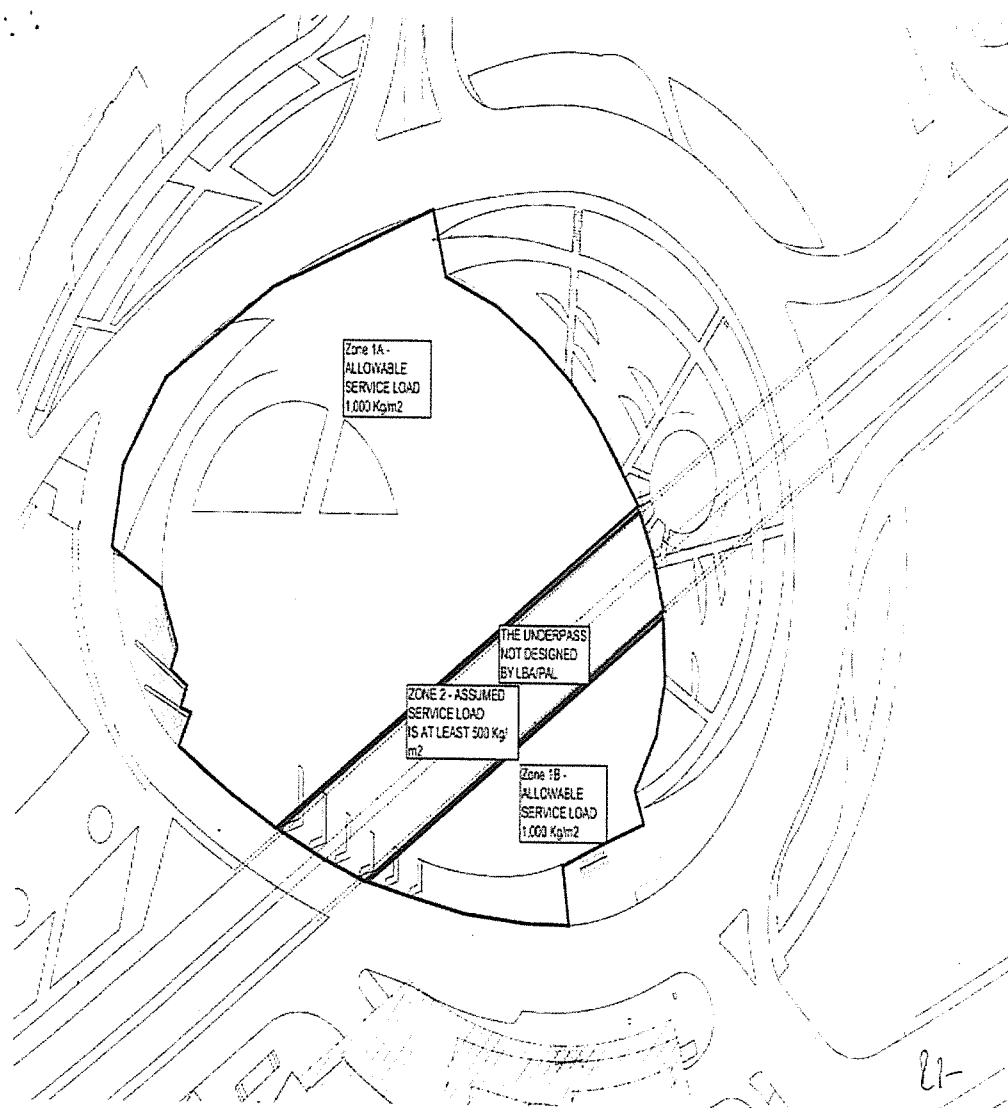 Zone 1A -
ALLOWABLE
SERVICE LOAD
1,000 Kg/m2
THE UNDERPASS
NOT DESIGNED
BY LBA/PAL
ZONE 2 - ASSUMED
SERVICE LOAD
IS AT LEAST 500 Kg/
m2
Zone 1B -
ALLOWABLE
SERVICE LOAD
1,000 Kg/m2